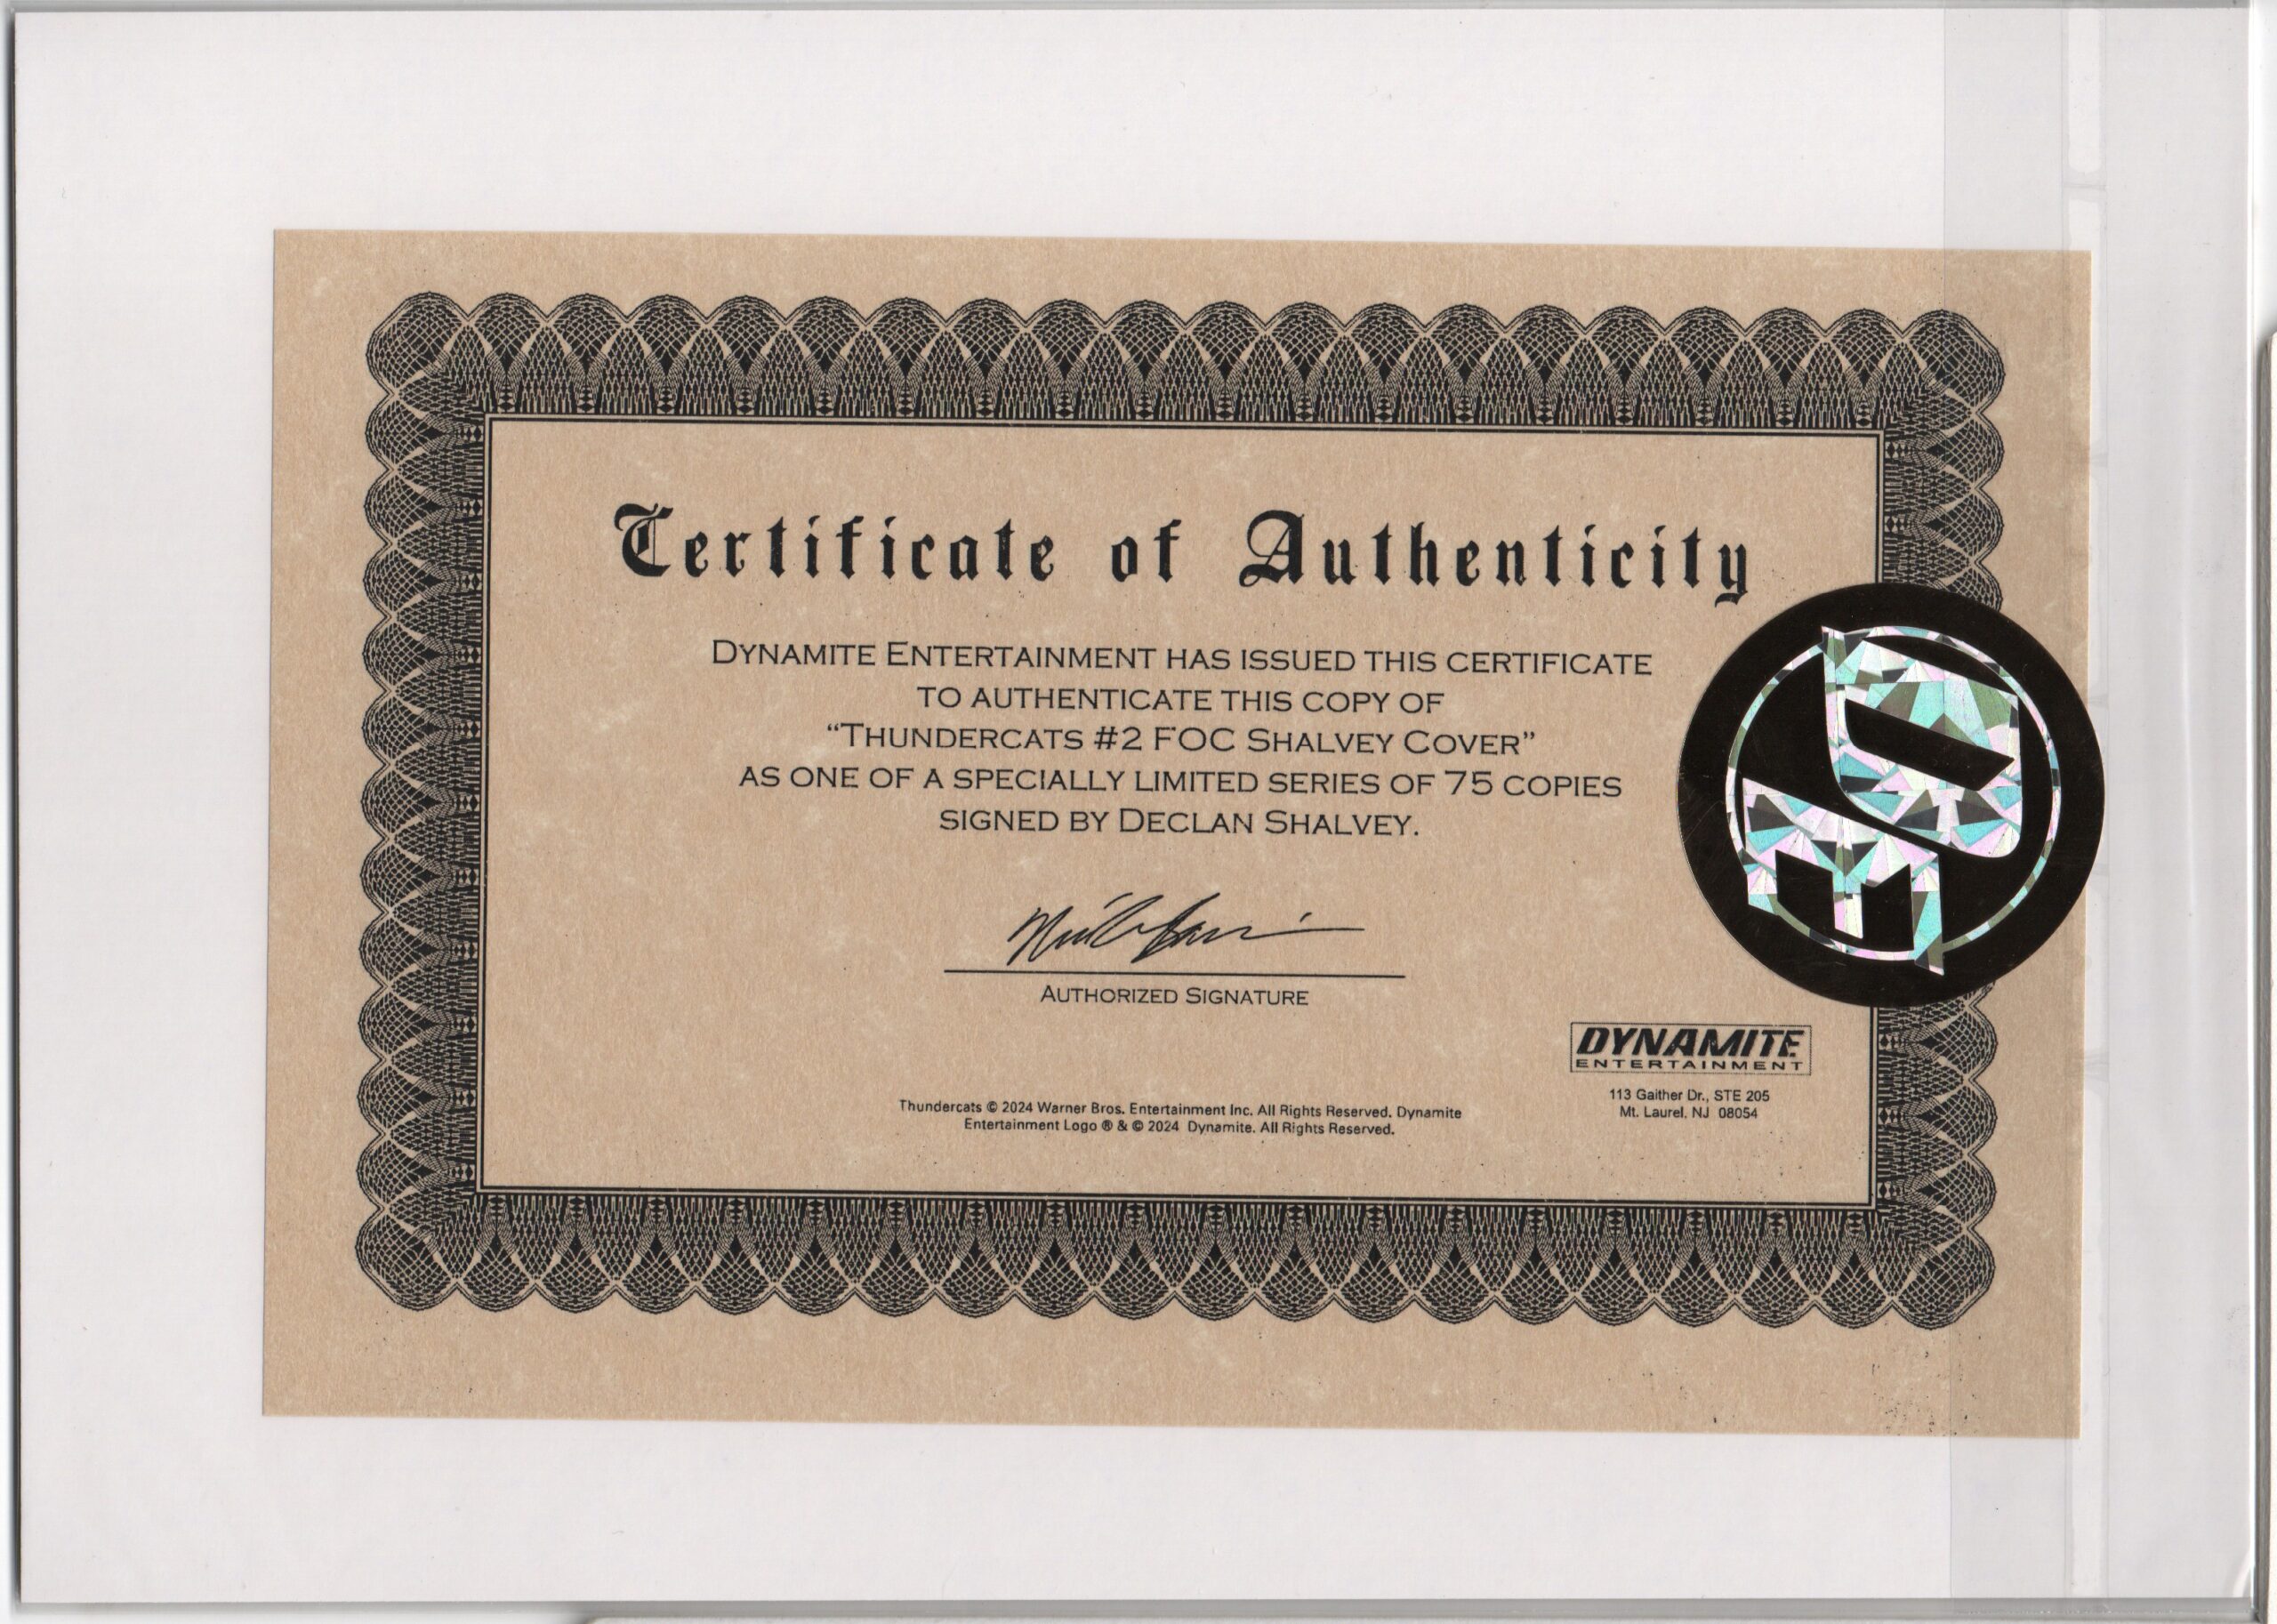 Certificate of Authenticity
DYNAMITE ENTERTAINMENT HAS ISSUED THIS CERTIFICATE
TO AUTHENTICATE THIS COPY OF
“THUNDERCATS #2 FOC SHALVEY COVER”
AS ONE OF A SPECIALLY LIMITED SERIES OF 75 COPIES
SIGNED BY DECLAN SHALVEY.
AUTHORIZED SIGNATURE
DYNAMITE
ENTERTAINMENT
113 Gaither Dr., STE 205
Mt. Laurel, NJ 08054
Thundercats © 2024 Warner Bros. Entertainment Inc. All Rights Reserved. Dynamite
Entertainment Logo ® & © 2024 Dynamite. All Rights Reserved.